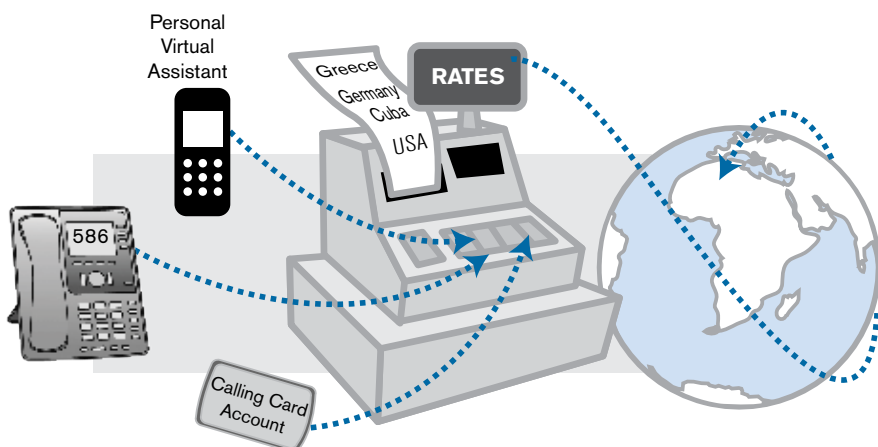 Personal
Virtual
Assistant
Greece
Germany
Cuba
USA
RATES
586
Calling Card
Account